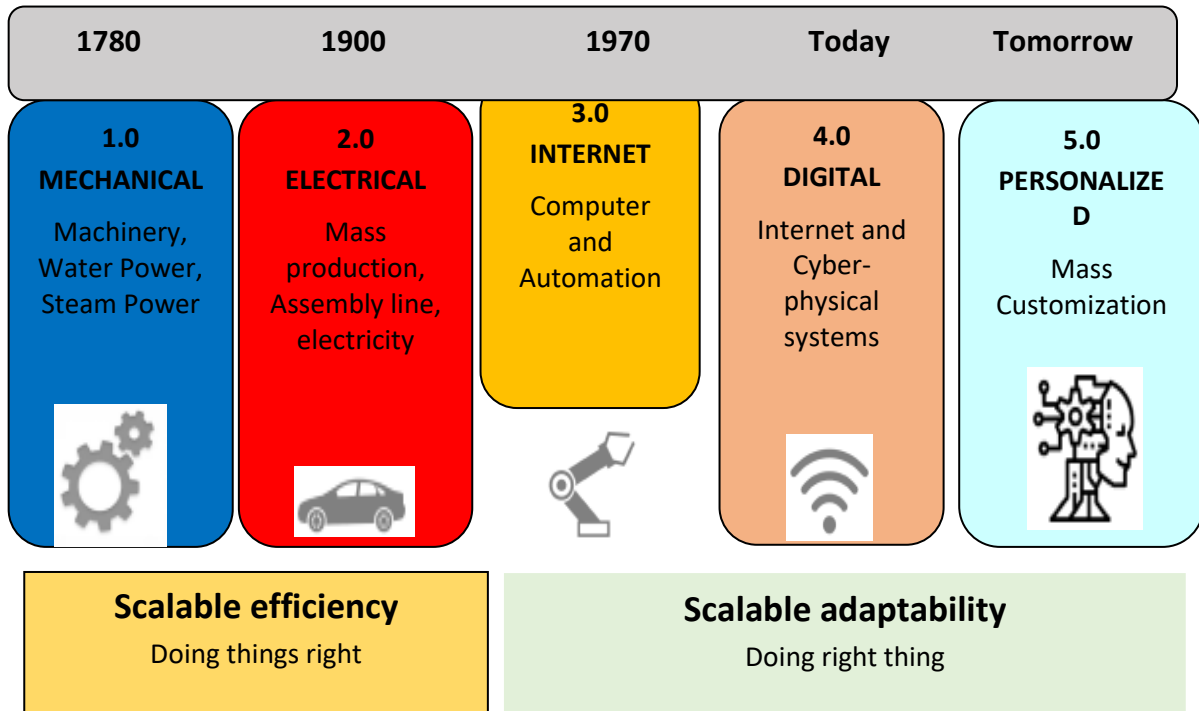 1780 1900 1970 Today Tomorrow
1.0
MECHANICAL
Machinery,
Water Power,
Steam Power
2.0
ELECTRICAL
Mass
production,
Assembly line,
electricity
3.0
INTERNET
Computer
and
Automation
4.0
DIGITAL
Internet and
Cyber-
physical
systems
5.0
PERSONALIZE
D
Mass
Customization
Scalable efficiency
Doing things right
Scalable adaptability
Doing right thing